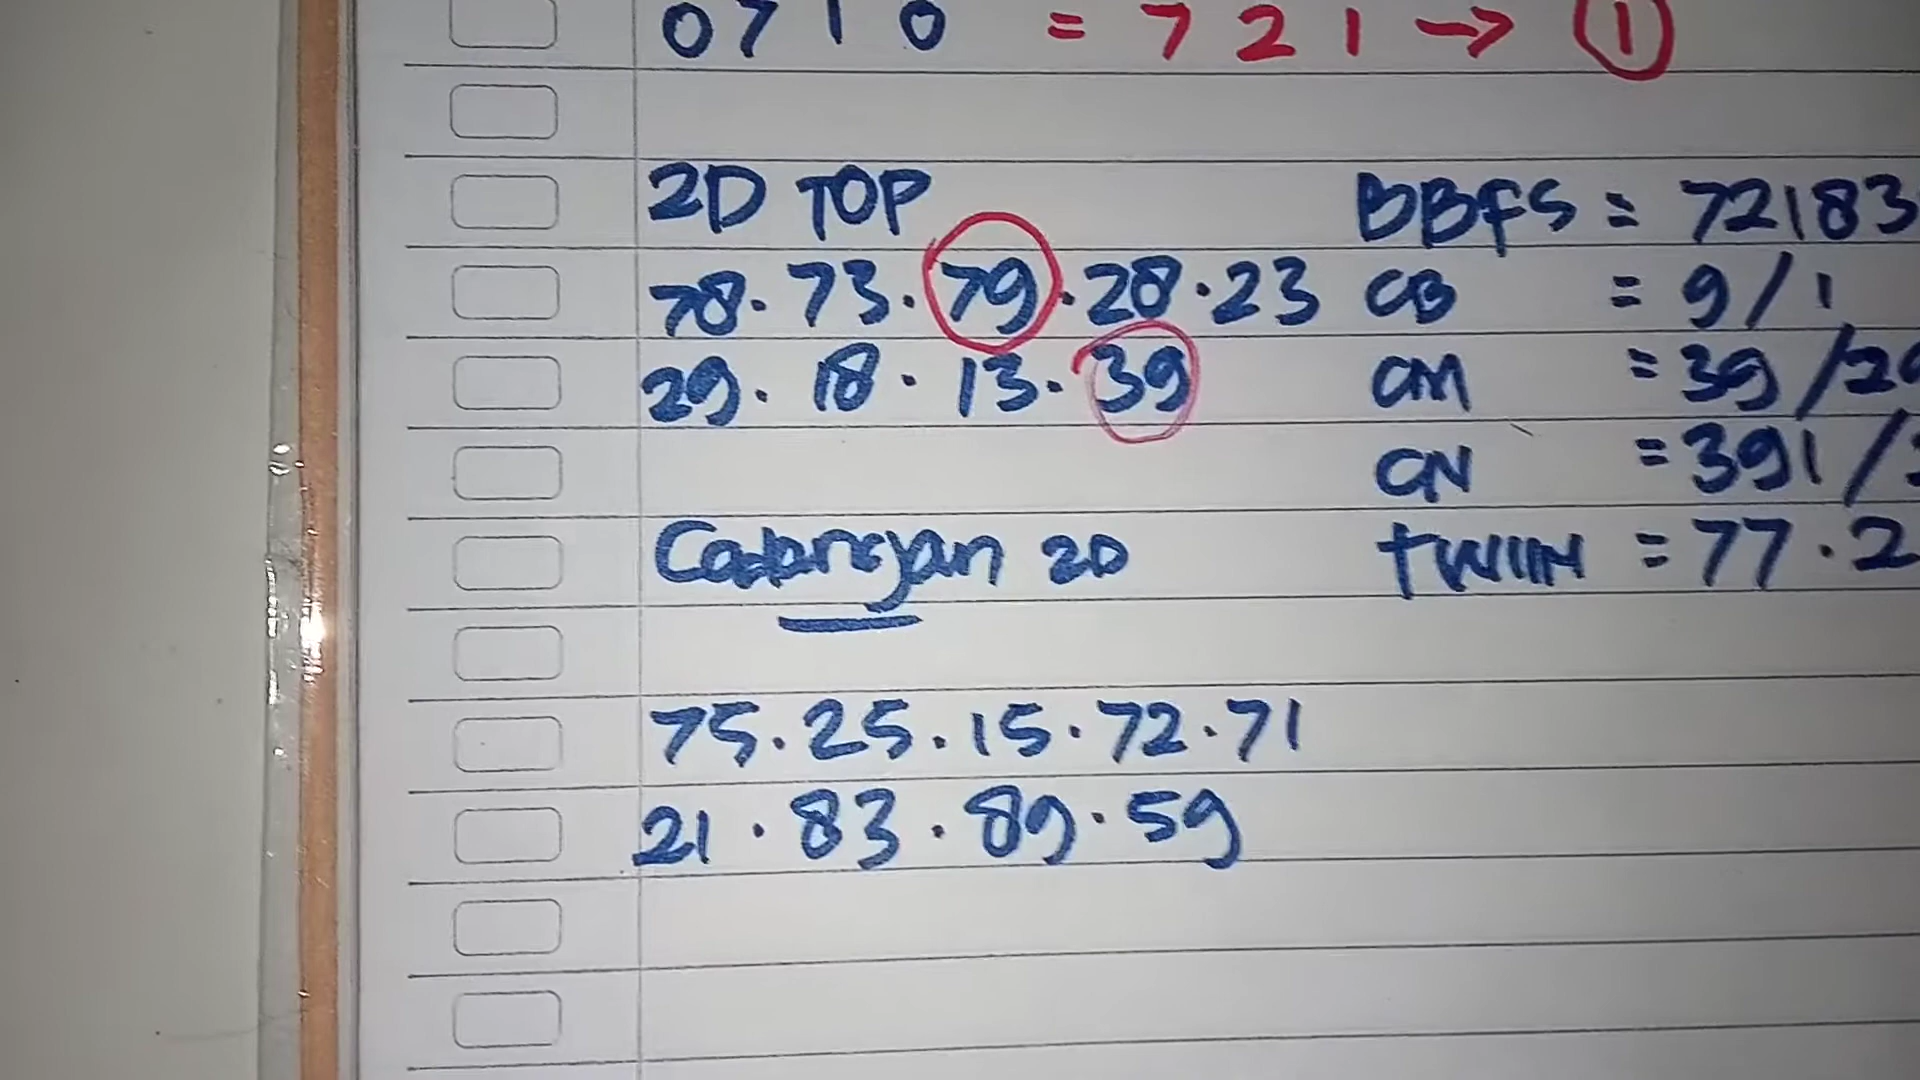 0710 = 721 → 1
2D TOP
78. 73. 79. 28. 23
29. 18. 13. 39
BBFS = 72183
CB = 9/1
CM = 39/29
CN = 391/
TWIN = 77.2
Cadangan 2D
75. 25. 15. 72. 71
21. 83. 89. 59